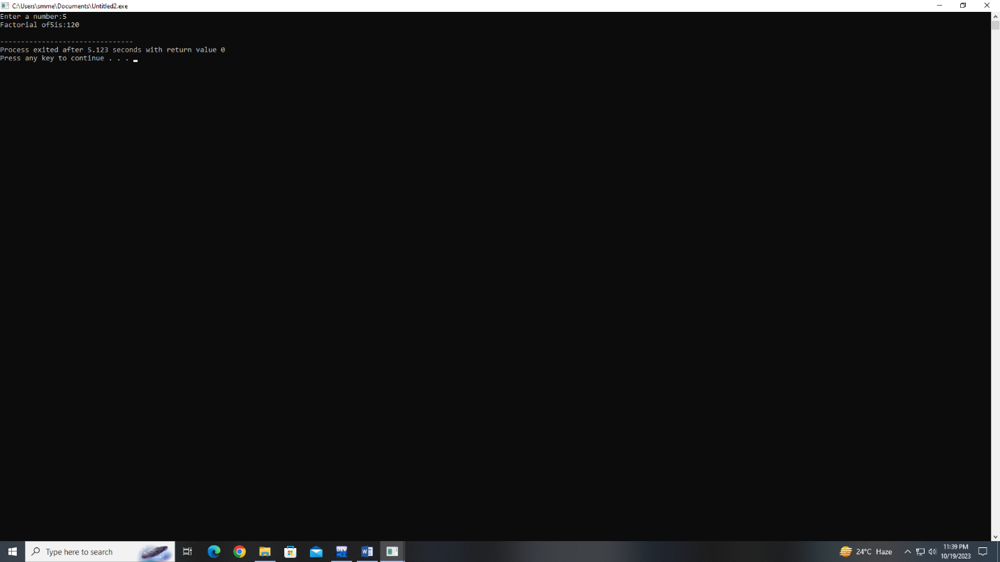 C:\Users\smme\Documents\Untitled2.exe
Enter a number:5
Factorial of5is:120
--------------------------------
Process exited after 5.123 seconds with return value 0
Press any key to continue . . .
Type here to search
DEV
W
24°C Haze
11:39 PM
10/19/2023